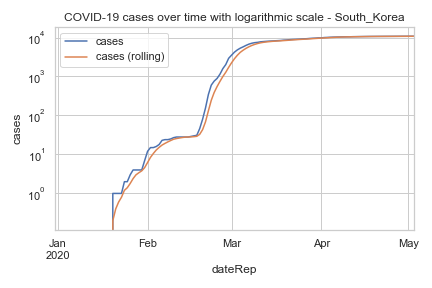 COVID-19 cases over time with logarithmic scale - South_Korea
cases
cases (rolling)
10^4
10^3
10^2
10^1
10^0
cases
Jan
2020
Feb
Mar
Apr
May
dateRep